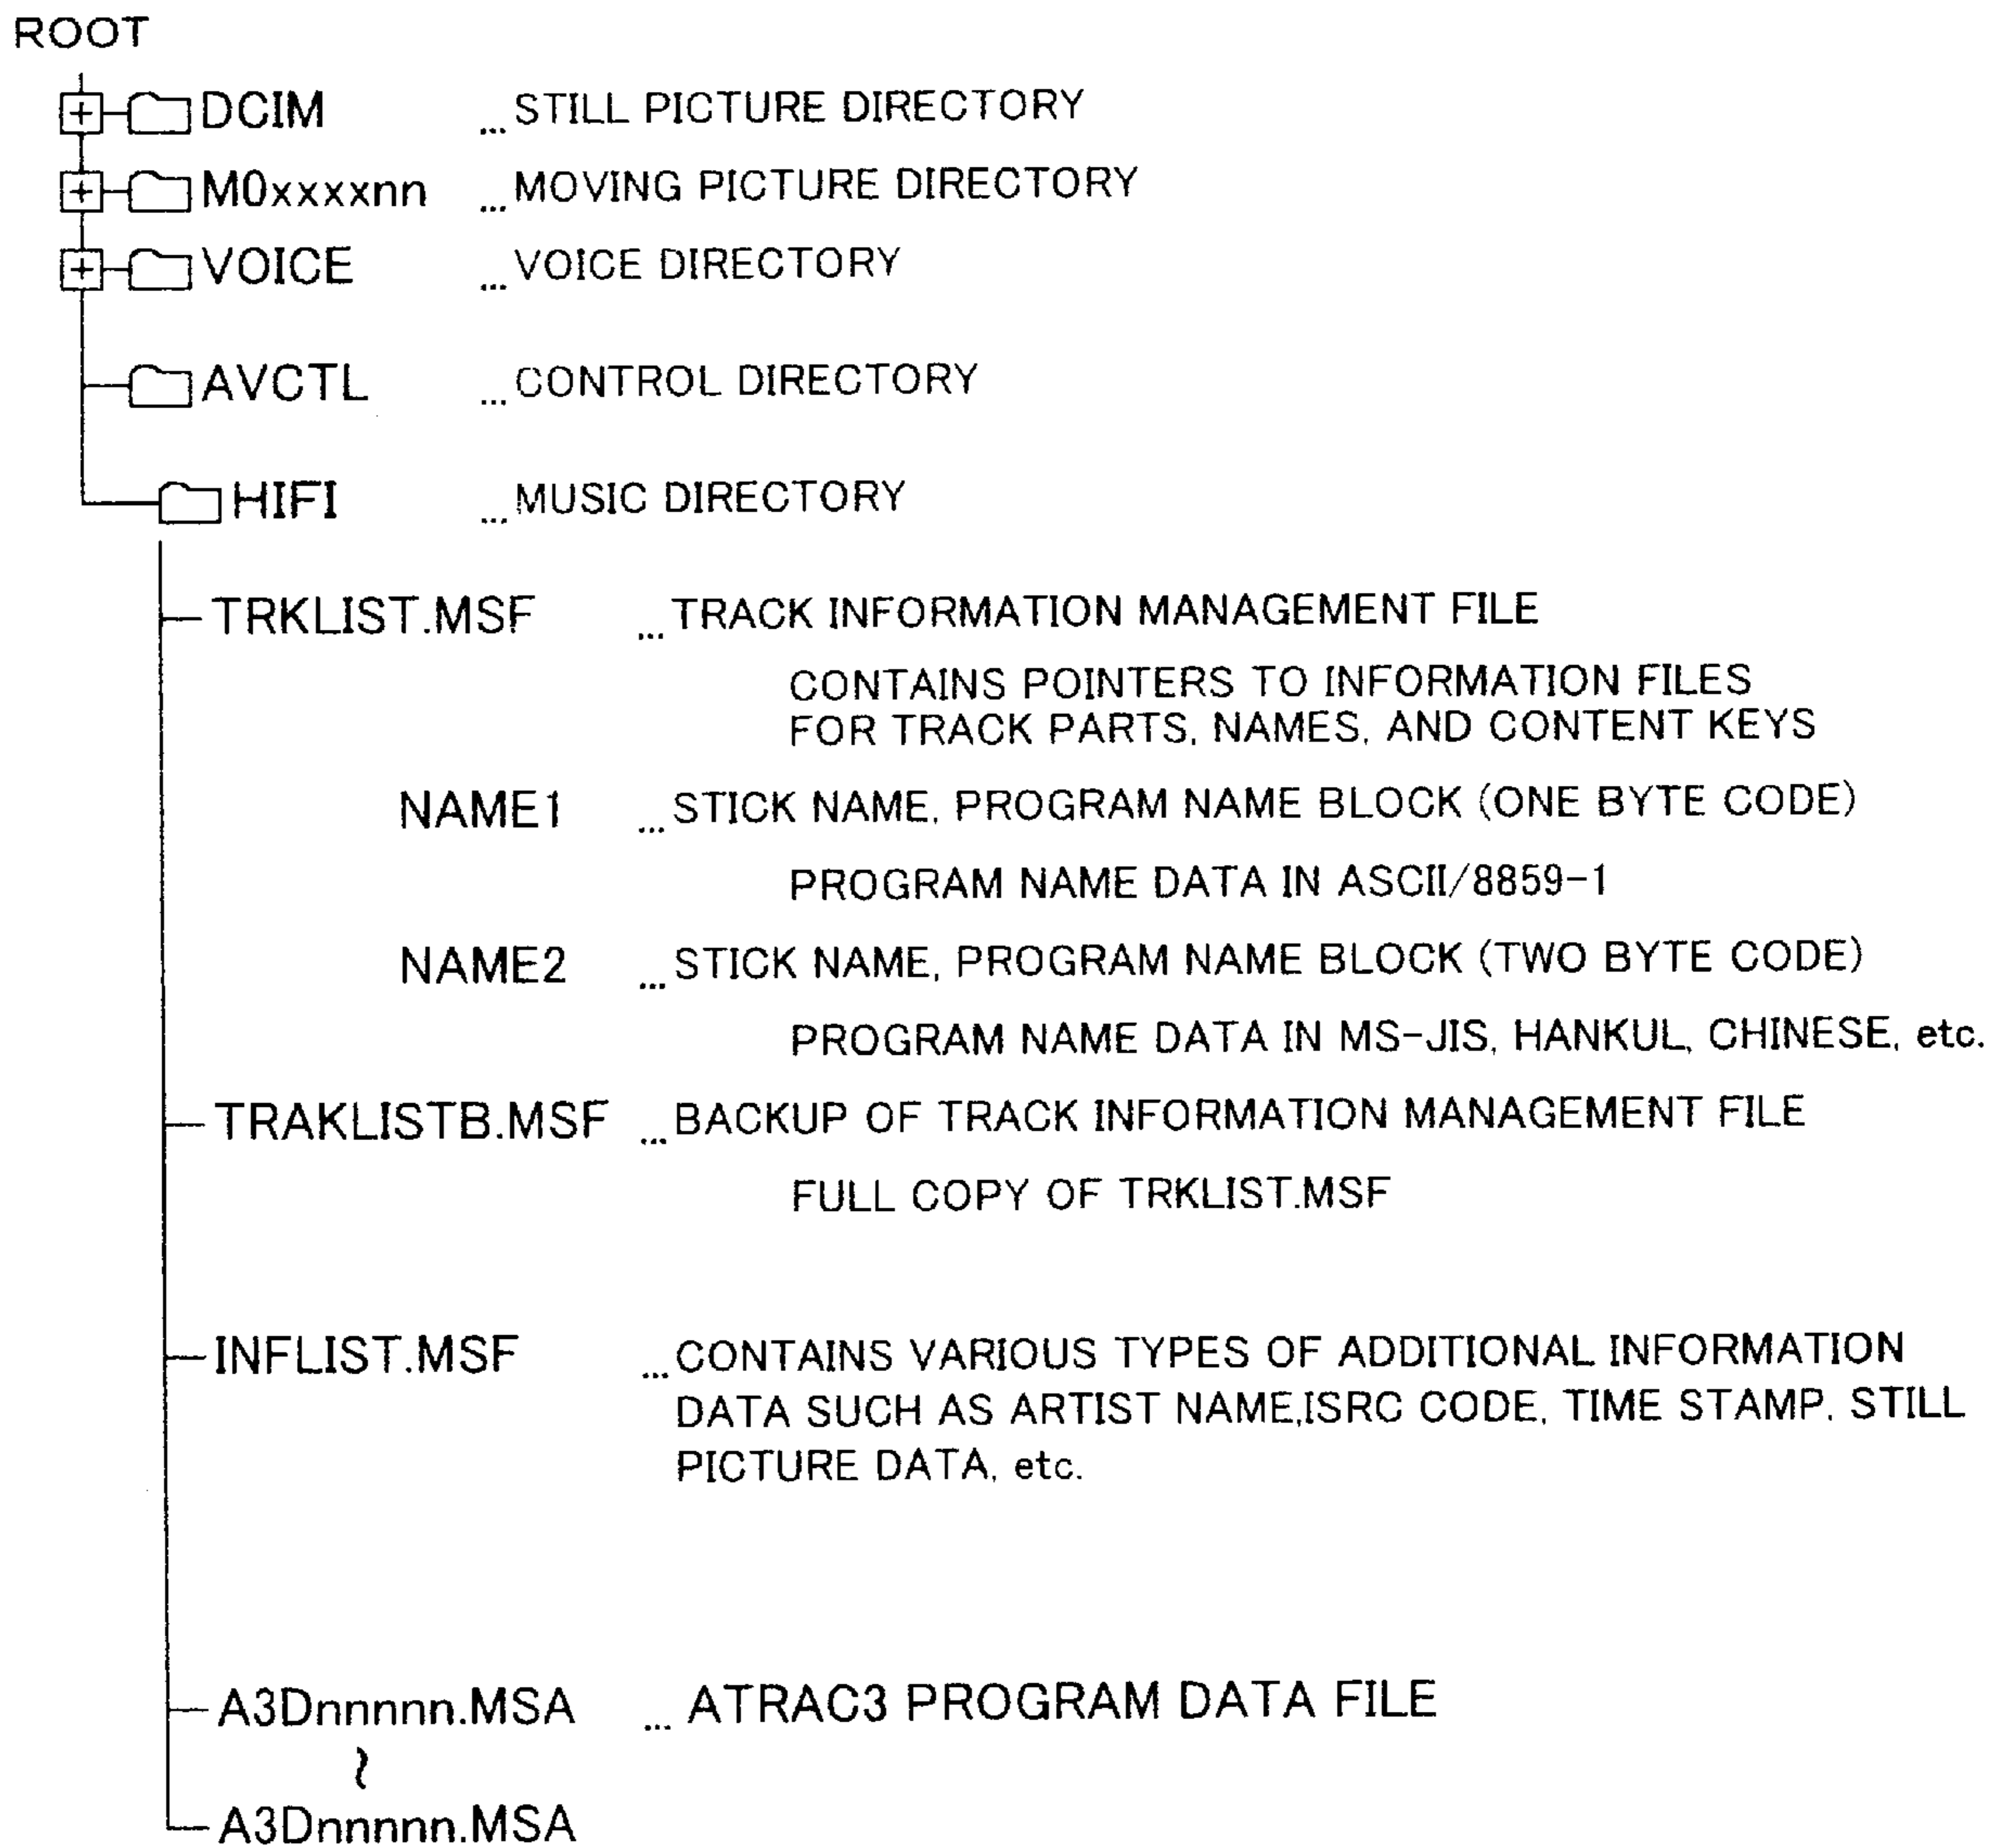 ROOT
DCIM ... STILL PICTURE DIRECTORY
M0xxxxnn ... MOVING PICTURE DIRECTORY
VOICE ... VOICE DIRECTORY
AVCTL ... CONTROL DIRECTORY
HIFI ... MUSIC DIRECTORY
TRKLIST.MSF ... TRACK INFORMATION MANAGEMENT FILE
CONTAINS POINTERS TO INFORMATION FILES
FOR TRACK PARTS, NAMES, AND CONTENT KEYS
NAME1 ... STICK NAME, PROGRAM NAME BLOCK (ONE BYTE CODE)
PROGRAM NAME DATA IN ASCII/8859-1
NAME2 ... STICK NAME, PROGRAM NAME BLOCK (TWO BYTE CODE)
PROGRAM NAME DATA IN MS-JIS, HANKUL, CHINESE, etc.
TRAKLISTB.MSF ... BACKUP OF TRACK INFORMATION MANAGEMENT FILE
FULL COPY OF TRKLIST.MSF
INFLIST.MSF ... CONTAINS VARIOUS TYPES OF ADDITIONAL INFORMATION
DATA SUCH AS ARTIST NAME,ISRC CODE, TIME STAMP, STILL
PICTURE DATA, etc.
A3Dnnnnn.MSA ... ATRAC3 PROGRAM DATA FILE
~
A3Dnnnnn.MSA